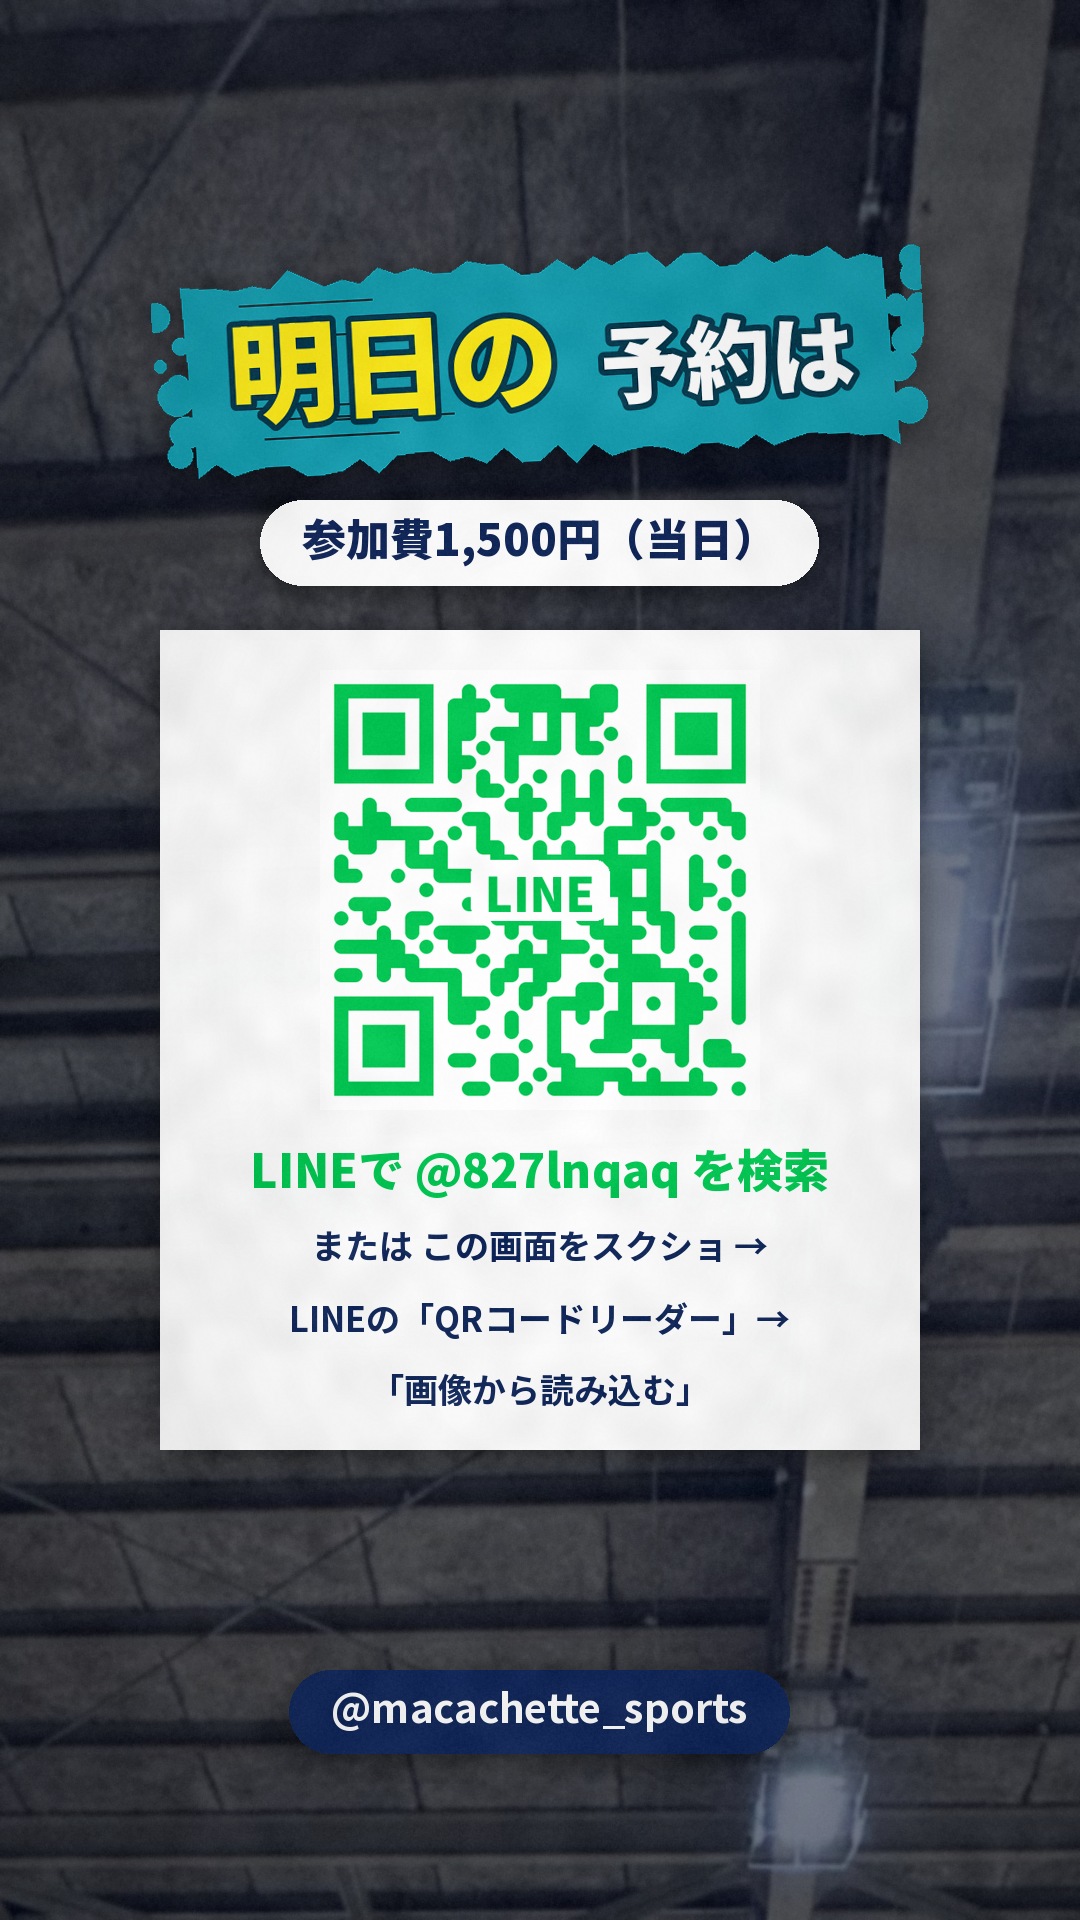 明日の 予約は
参加費1,500円（当日）
LINE
LINEで @827lnqaq を検索
または この画面をスクショ→
LINEの「QRコードリーダー」→
「画像から読み込む」
@macachette_sports